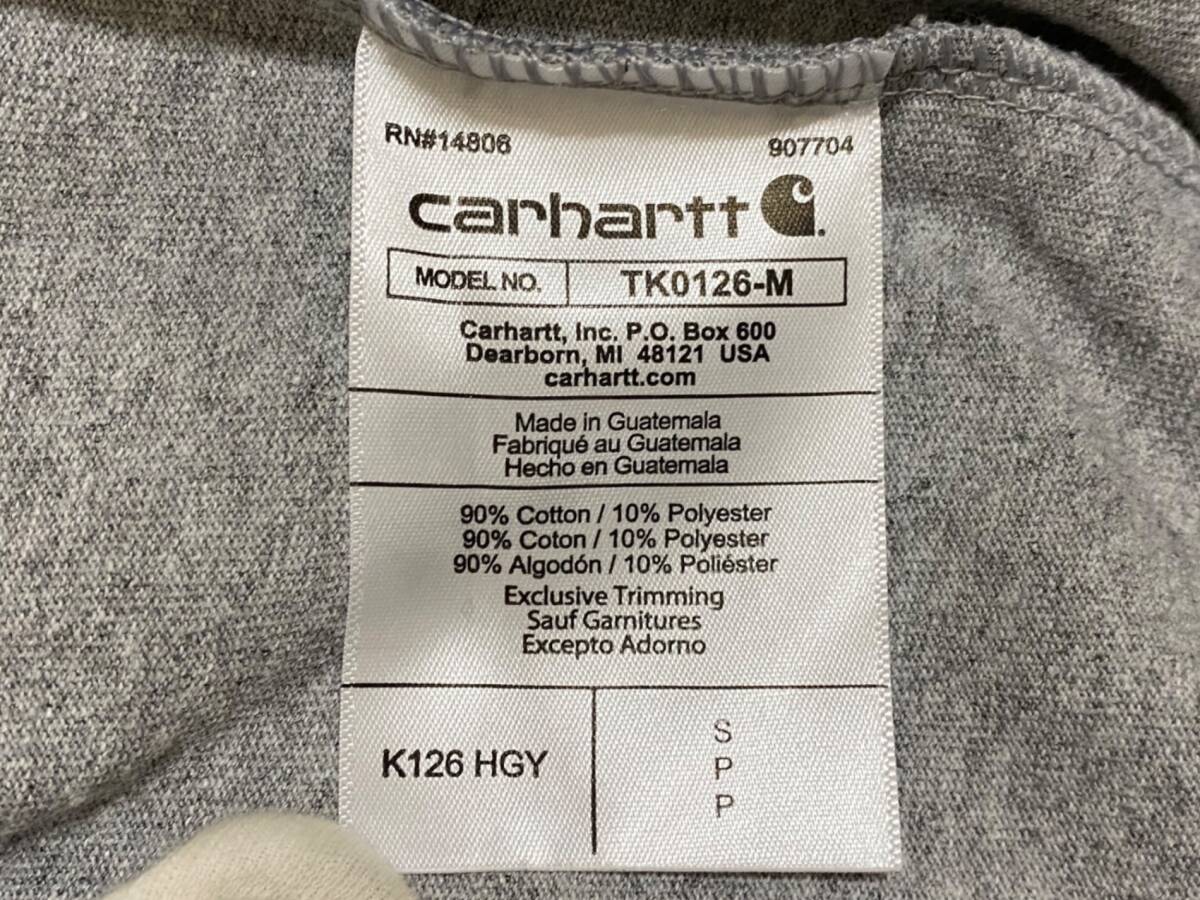 RN#14806 907704
carhartt
MODEL NO. TK0126-M
Carhartt, Inc. P.O. Box 600
Dearborn, MI 48121 USA
carhartt.com
Made in Guatemala
Fabriqué au Guatemala
Hecho en Guatemala
90% Cotton / 10% Polyester
90% Coton / 10% Polyester
90% Algodón / 10% Poliéster
Exclusive Trimming
Sauf Garnitures
Excepto Adorno
K126 HGY
S
P
P